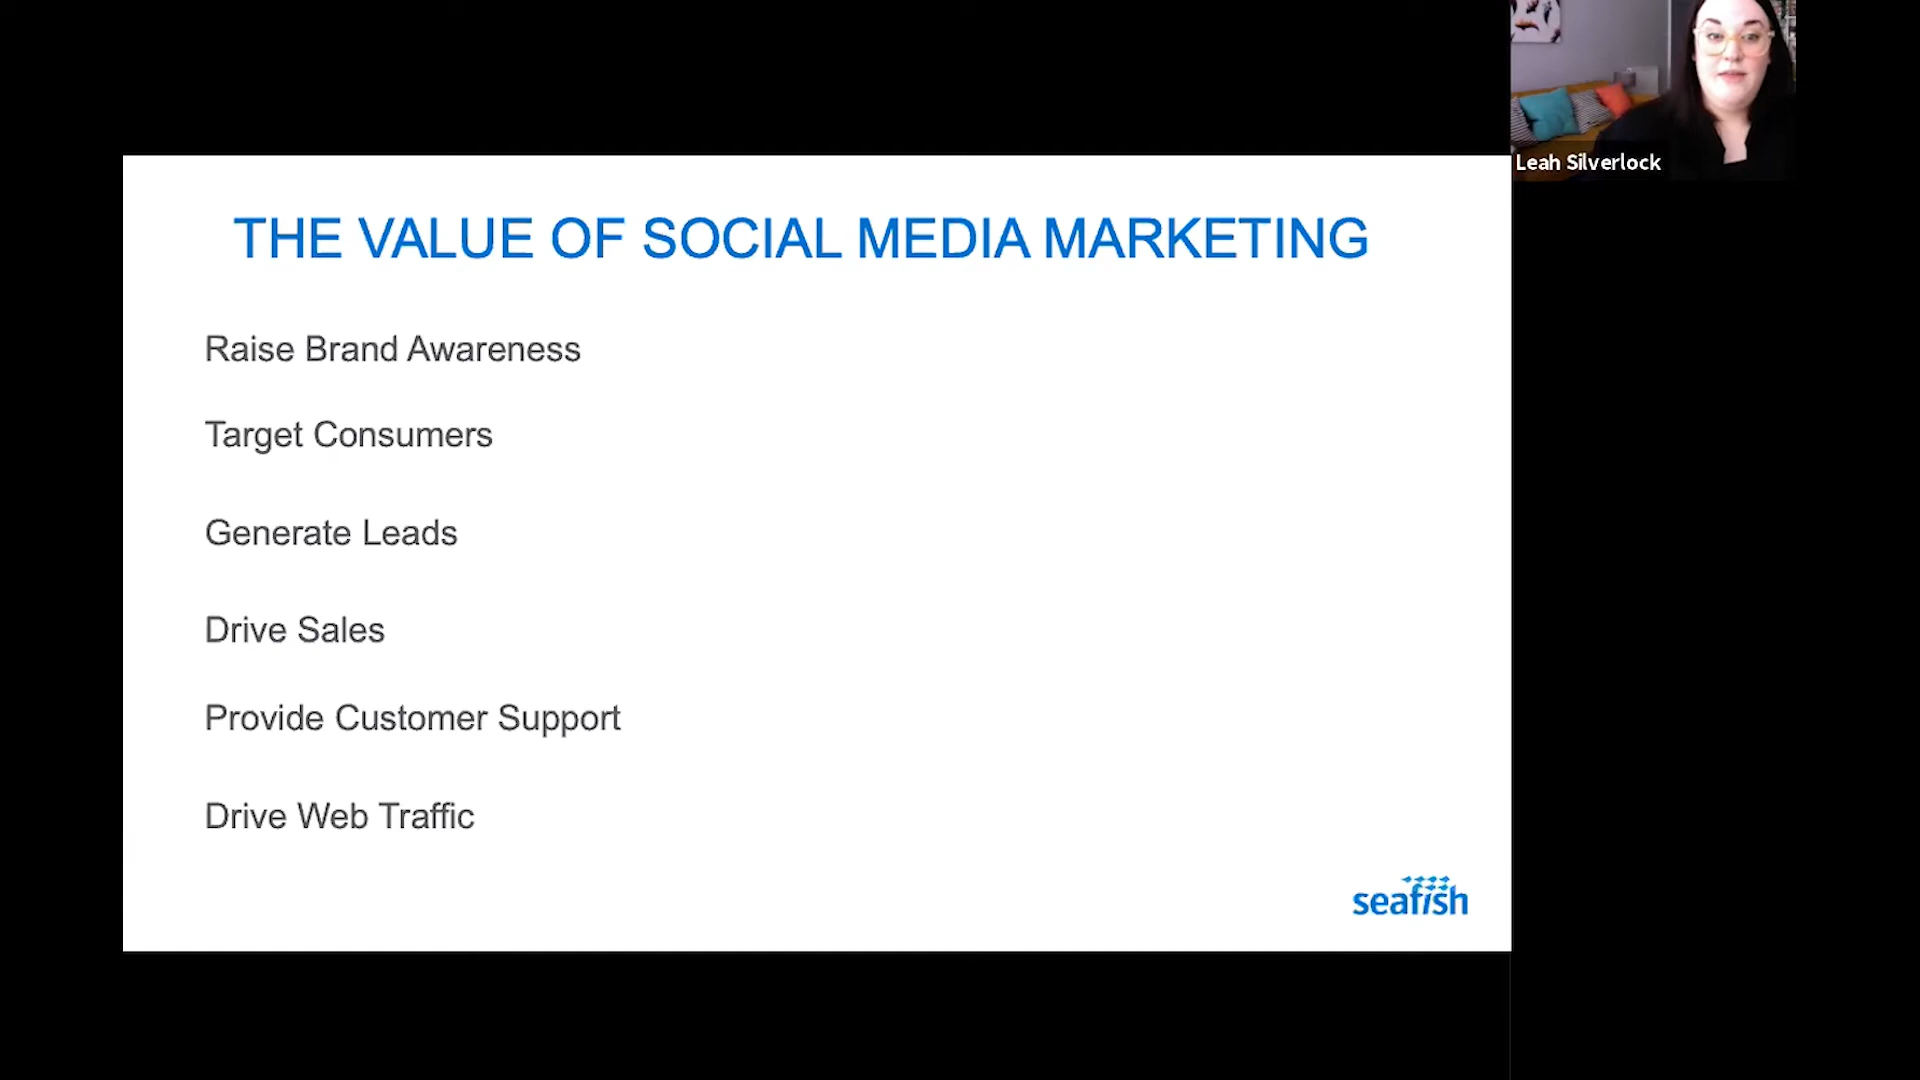 Leah Silverlock
THE VALUE OF SOCIAL MEDIA MARKETING
Raise Brand Awareness
Target Consumers
Generate Leads
Drive Sales
Provide Customer Support
Drive Web Traffic
seafish